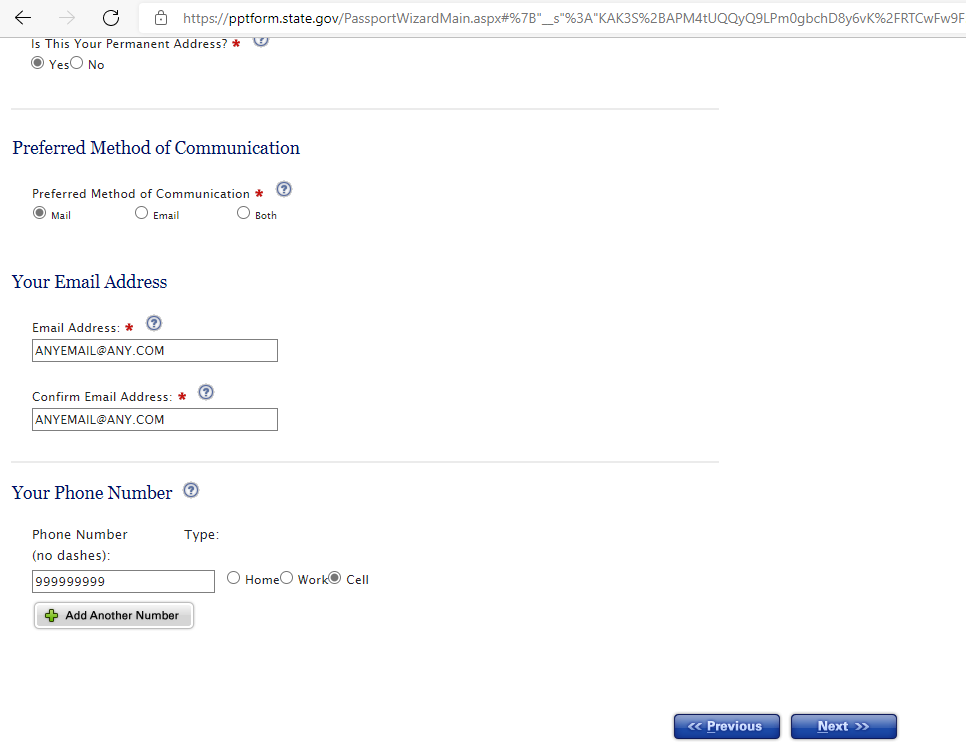 https://pptform.state.gov/PassportWizardMain.aspx#%7B"__s"%3A"KAK3S%2BAPM4tUQQyQ9LPm0gbchD8y6vK%2FRTCwFw9F
Is This Your Permanent Address? * ?
Yes No
Preferred Method of Communication
Preferred Method of Communication * ?
Mail Email Both
Your Email Address
Email Address: * ?
ANYEMAIL@ANY.COM
Confirm Email Address: * ?
ANYEMAIL@ANY.COM
Your Phone Number ?
Phone Number Type:
(no dashes):
999999999 Home Work Cell
Add Another Number
<< Previous Next >>